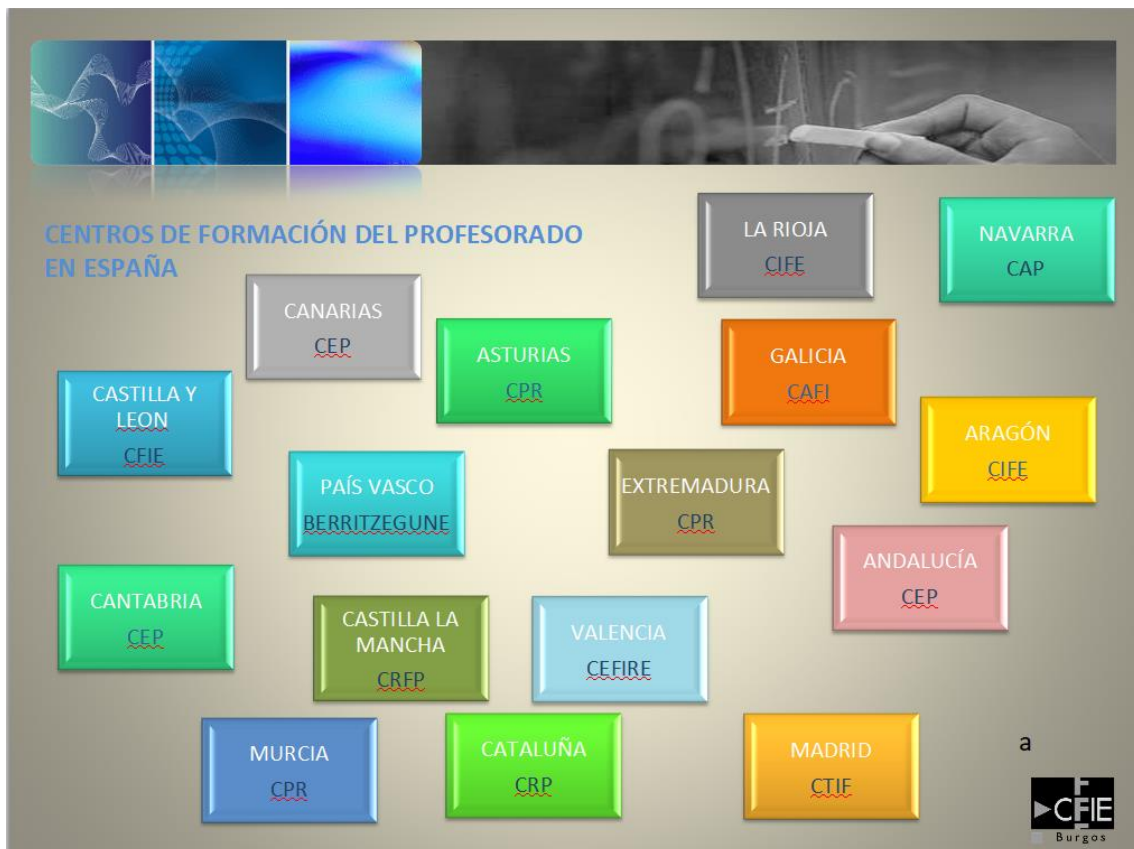 CENTROS DE FORMACIÓN DEL PROFESORADO
EN ESPAÑA
LA RIOJA
CIFE
NAVARRA
CAP
CANARIAS
CEP
ASTURIAS
CPR
GALICIA
CAFI
CASTILLA Y
LEON
CFIE
ARAGÓN
CIFE
PAÍS VASCO
BERRITZEGUNE
EXTREMADURA
CPR
ANDALUCÍA
CEP
CANTABRIA
CEP
CASTILLA LA
MANCHA
CRFP
VALENCIA
CEFIRE
MURCIA
CPR
CATALUÑA
CRP
MADRID
CTIF
a
CFIE
Burgos